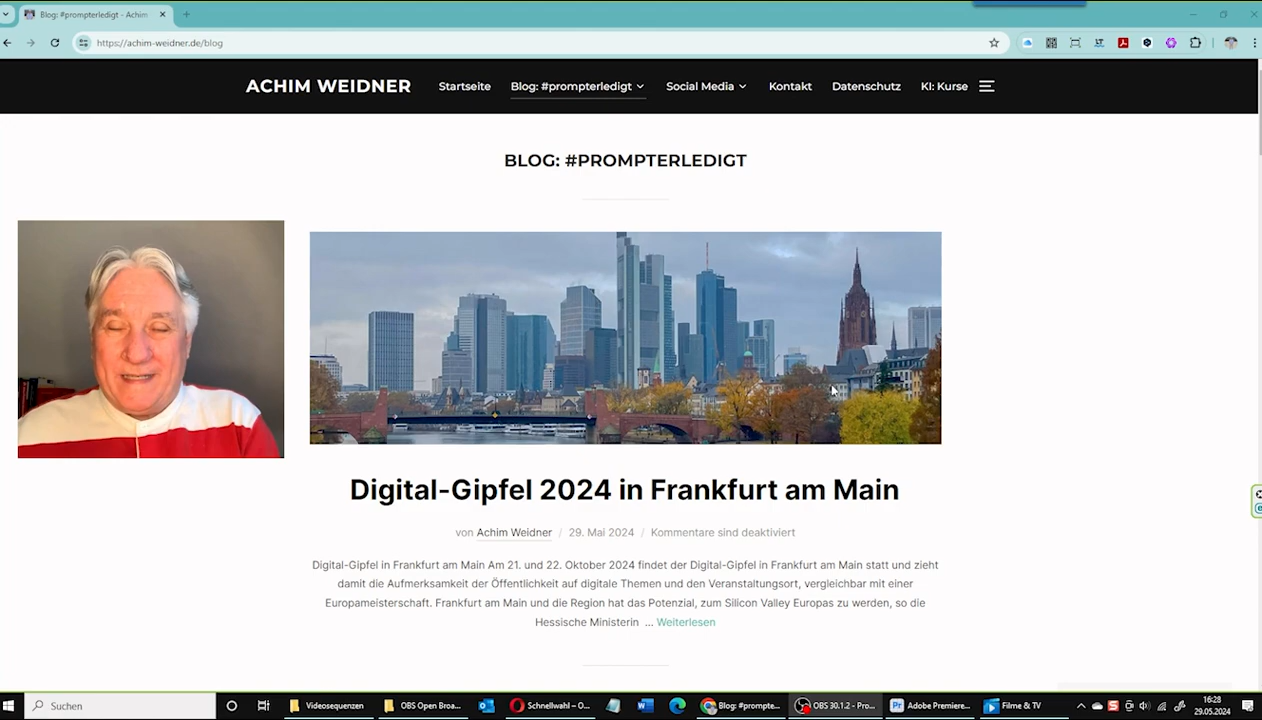 Blog: #prompterledigt - Achim
https://achim-weidner.de/blog
ACHIM WEIDNER
Startseite
Blog: #prompterledigt
Social Media
Kontakt
Datenschutz
KI: Kurse
BLOG: #PROMPTERLEDIGT
Digital-Gipfel 2024 in Frankfurt am Main
von Achim Weidner / 29. Mai 2024 / Kommentare sind deaktiviert
Digital-Gipfel in Frankfurt am Main Am 21. und 22. Oktober 2024 findet der Digital-Gipfel in Frankfurt am Main statt und zieht
damit die Aufmerksamkeit der Öffentlichkeit auf digitale Themen und den Veranstaltungsort, vergleichbar mit einer
Europameisterschaft. Frankfurt am Main und die Region hat das Potenzial, zum Silicon Valley Europas zu werden, so die
Hessische Ministerin ... Weiterlesen
Suchen
Videosequenzen
OBS Open Broa...
Schnellwahl – O...
Blog: #prompte...
OBS 30.1.2 - Pro...
Adobe Premiere...
Filme & TV
16:28
29.05.2024